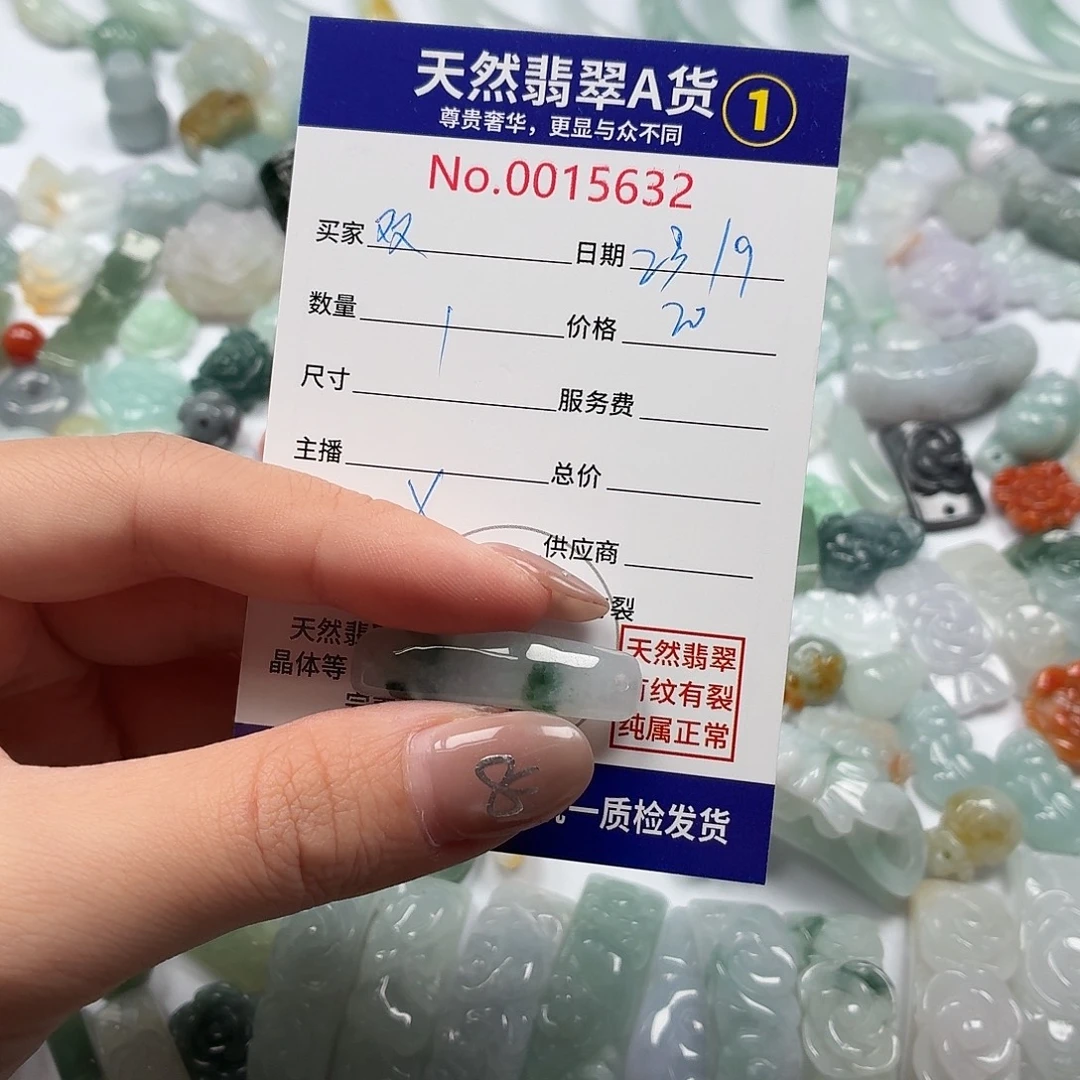 天然翡翠A货 1
尊贵奢华，更显与众不同
No.0015632
买家 双 日期 2号 19
数量 1 价格 20
尺寸 服务费
主播 总价
Y 供应商
裂
天然翡
晶体等
天然翡翠
有纹有裂
纯属正常
一质检发货